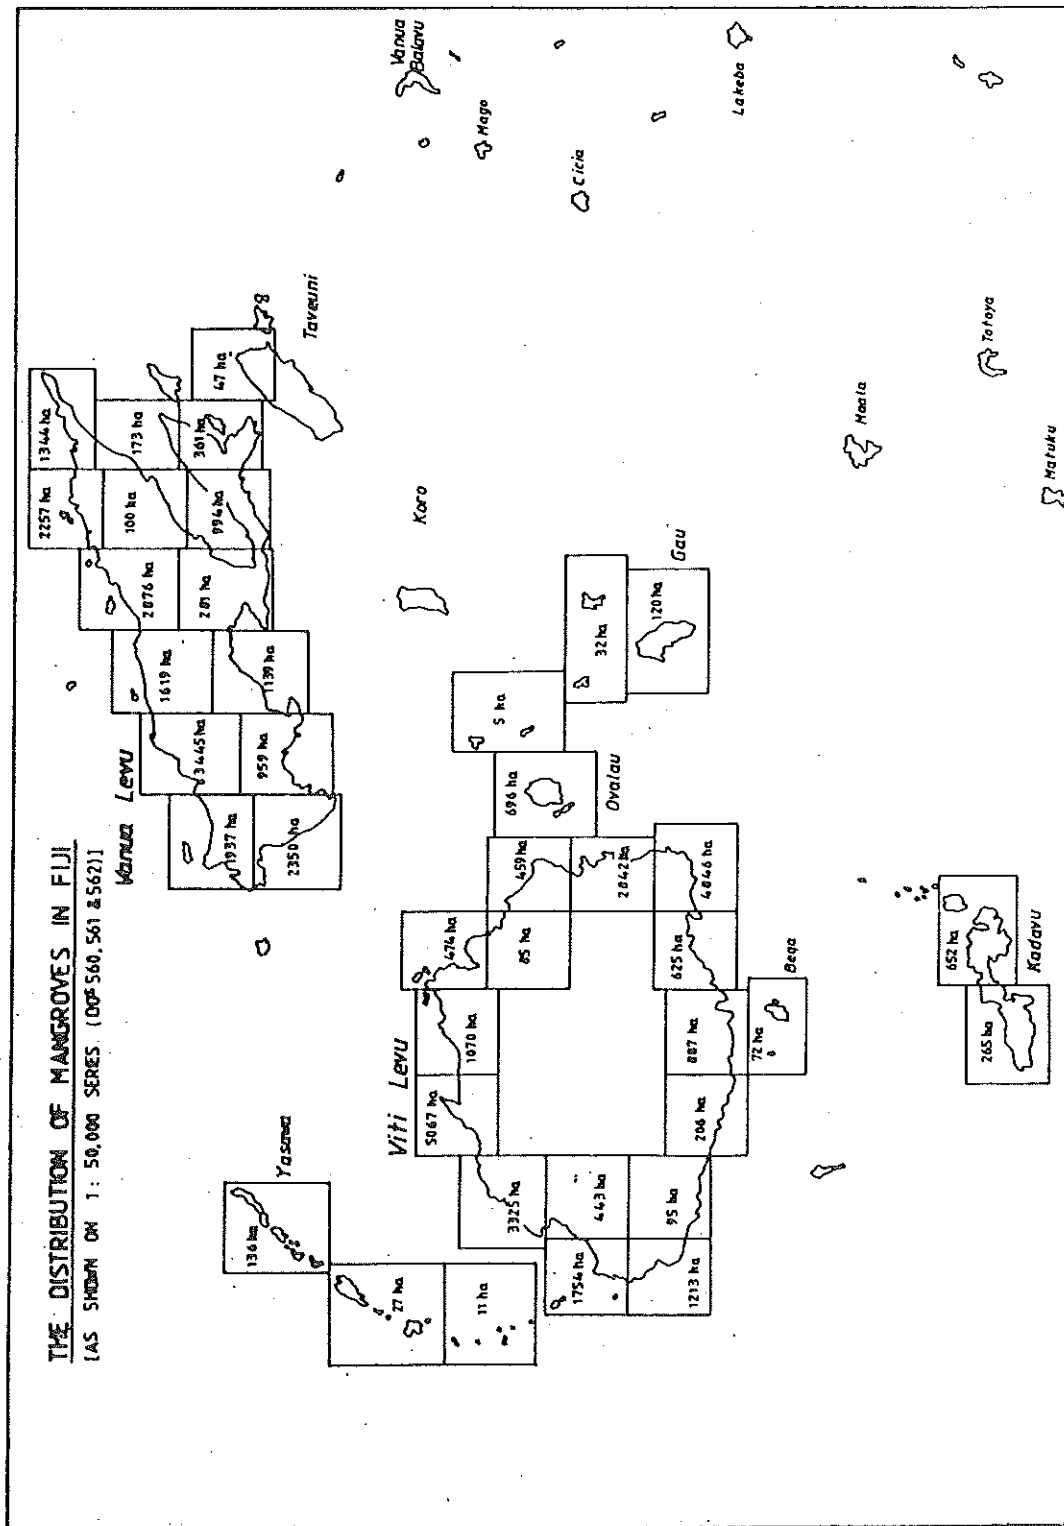 THE DISTRIBUTION OF MANGROVES IN FIJI
[AS SHOWN ON 1: 50,000 SERIES (DOS 560, 561 & 562)]
Vanua Levu
1937 ha
2350 ha
3445 ha
959 ha
1619 ha
1139 ha
2876 ha
281 ha
2257 ha
100 ha
994 ha
1344 ha
173 ha
361 ha
47 ha
Taveuni
Yasawa
136 ha
27 ha
11 ha
Viti Levu
5067 ha
1070 ha
474 ha
85 ha
459 ha
2842 ha
625 ha
4846 ha
3325 ha
1754 ha
443 ha
1213 ha
95 ha
206 ha
887 ha
72 ha
Beqa
696 ha
Ovalau
5 ha
32 ha
120 ha
Gau
Koro
265 ha
652 ha
Kadavu
Vanua
Balavu
Mago
Cicia
Lakeba
Moala
Totoya
Matuku